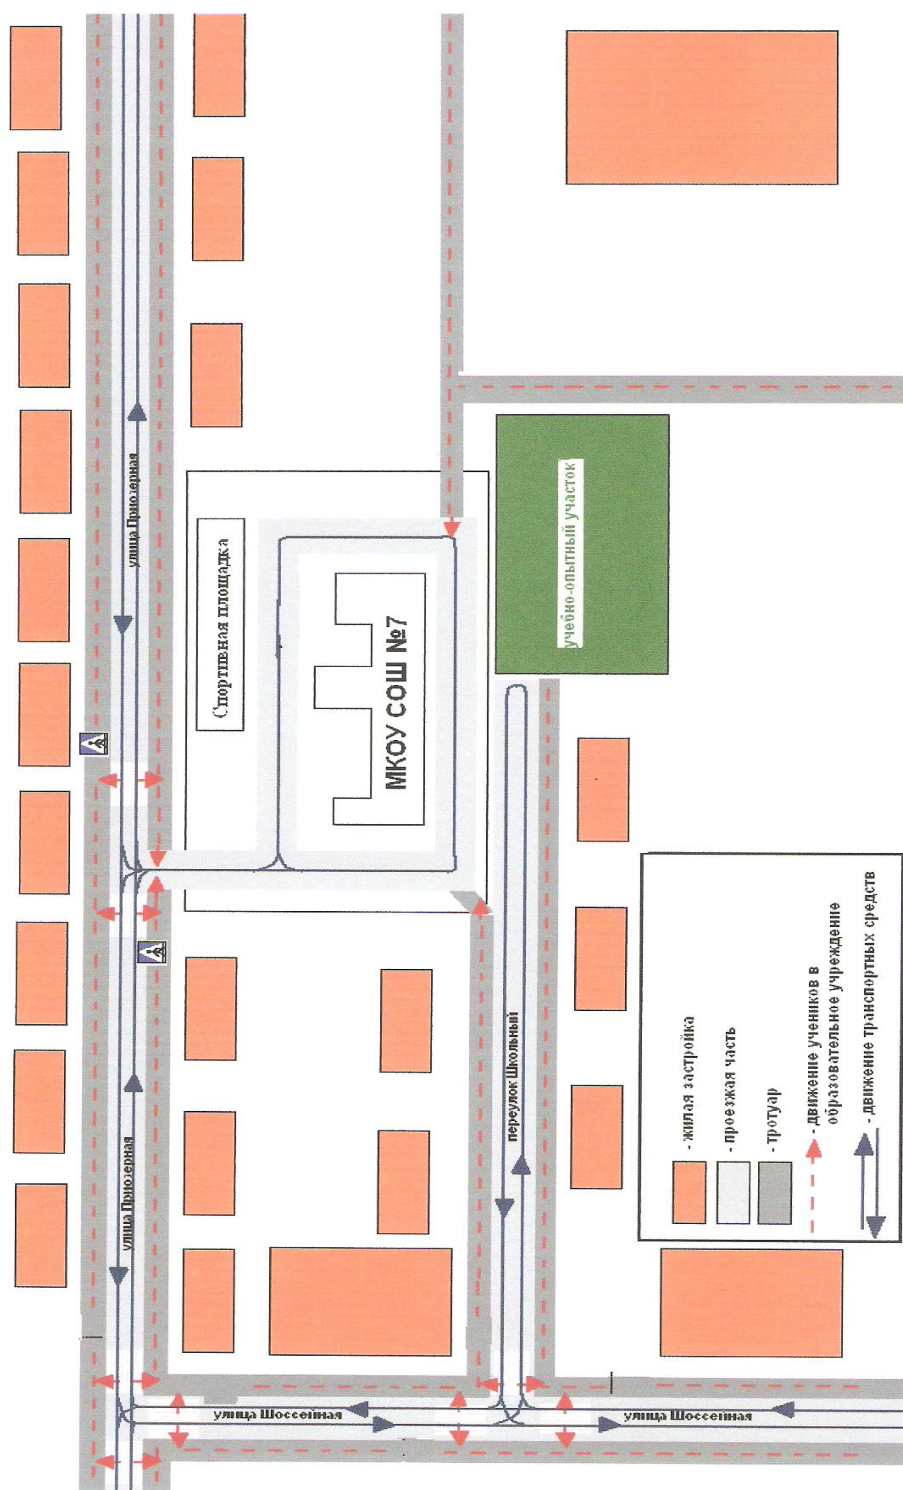 улица Приозерная
Спортивная площадка
МКОУ СОШ №7
учебно-опытный участок
улица Приозерная
переулок Школьный
улица Шоссейная
улица Шоссейная
- жилая застройка
- проезжая часть
- тротуар
- движение учеников в
образовательное учреждение
- движение транспортных средств